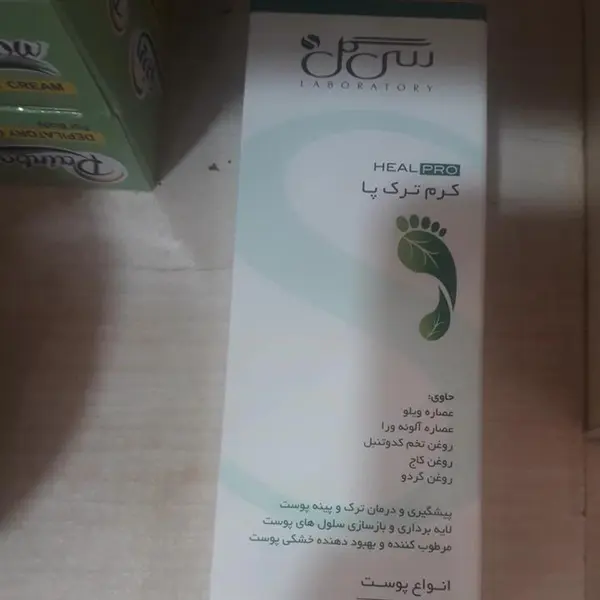 سی گل
LABORATORY
HEAL PRO
کرم ترک پا
حاوی:
عصاره ویلو
عصاره آلوئه ورا
روغن تخم کدوتنبل
روغن کاج
روغن گردو
پیشگیری و درمان ترک و پینه پوست
لایه برداری و بازسازی سلول های پوست
مرطوب کننده و بهبود دهنده خشکی پوست
انواع پوست
CREAM
DEPILATORY
Rainbow